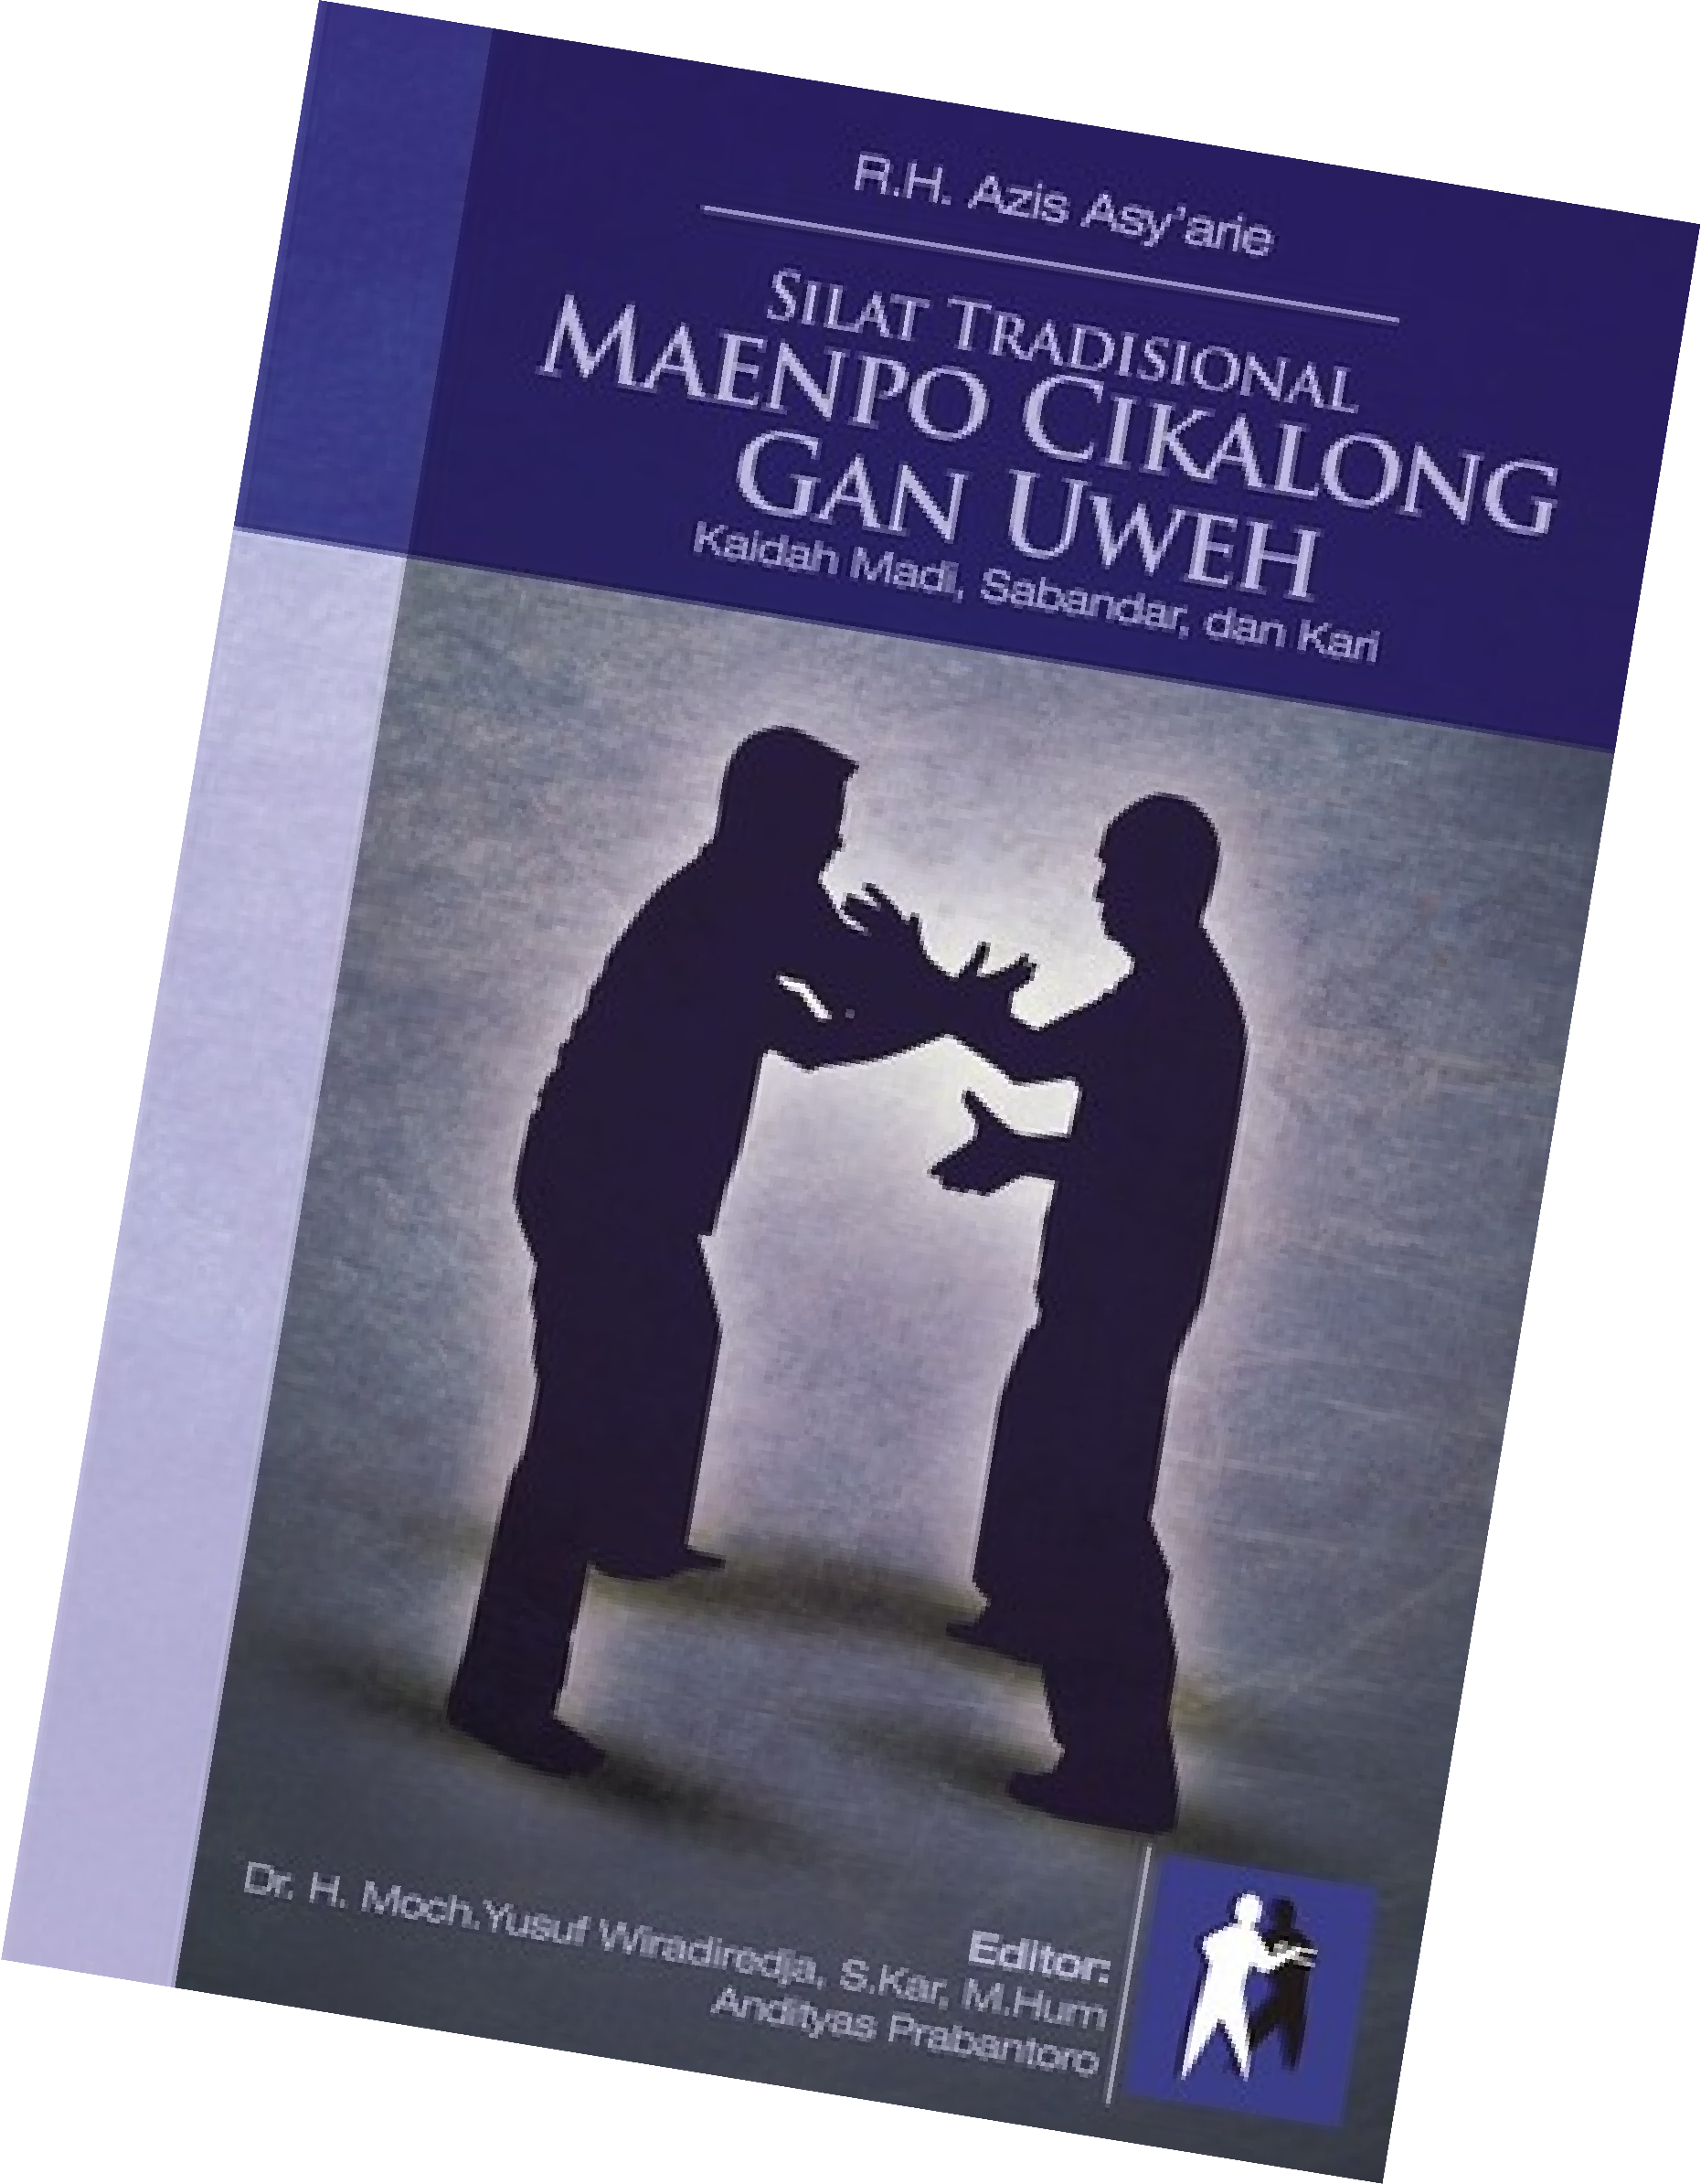 R.H. Azis Asy'arie
SILAT TRADISIONAL
MAENPO CIKALONG
GAN UWEH
Kaidah Madi, Sabandar, dan Kari
Editor:
Dr. H. Moch.Yusuf Wiradiredja, S.Kar, M.Hum
Andityas Prabantoro